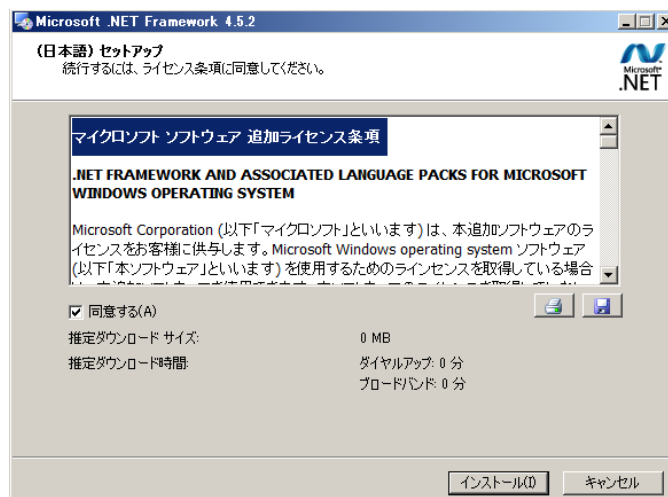 Microsoft .NET Framework 4.5.2
(日本語) セットアップ
続行するには、ライセンス条項に同意してください。
Microsoft
.NET
マイクロソフト ソフトウェア 追加ライセンス条項
.NET FRAMEWORK AND ASSOCIATED LANGUAGE PACKS FOR MICROSOFT
WINDOWS OPERATING SYSTEM
Microsoft Corporation (以下「マイクロソフト」といいます) は、本追加ソフトウェアのラ
イセンスをお客様に供与します。Microsoft Windows operating system ソフトウェア
(以下「本ソフトウェア」といいます) を使用するためのラインセンスを取得している場合
同意する(A)
推定ダウンロード サイズ: 0 MB
推定ダウンロード時間: ダイヤルアップ: 0 分
ブロードバンド: 0 分
インストール(I) キャンセル